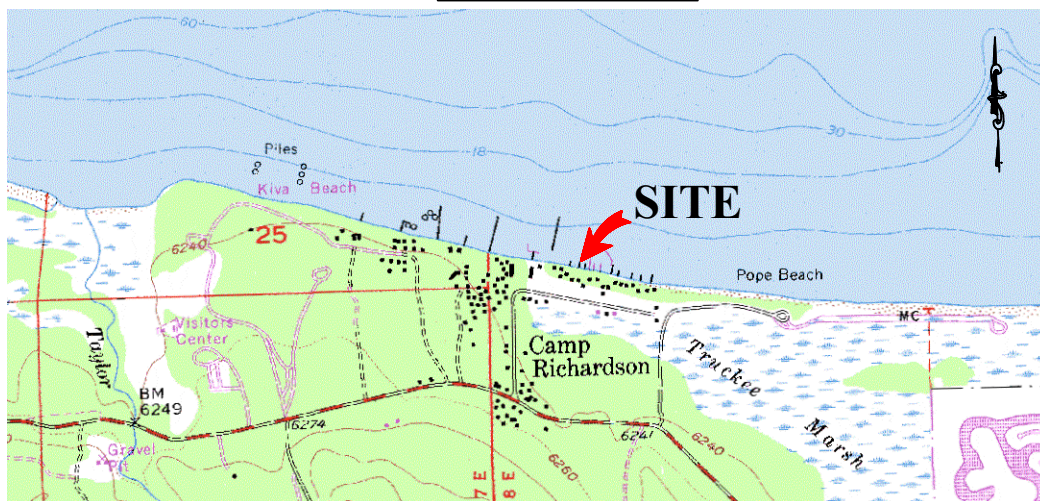 60
30
18
Piles
Kiva Beach
SITE
25
6240
Pope Beach
MC
Visitors
Center
Taylor
Camp
Richardson
Truckee
Marsh
BM
6249
6274
6241
6240
Gravel
Pit
6260
7 E
8 E